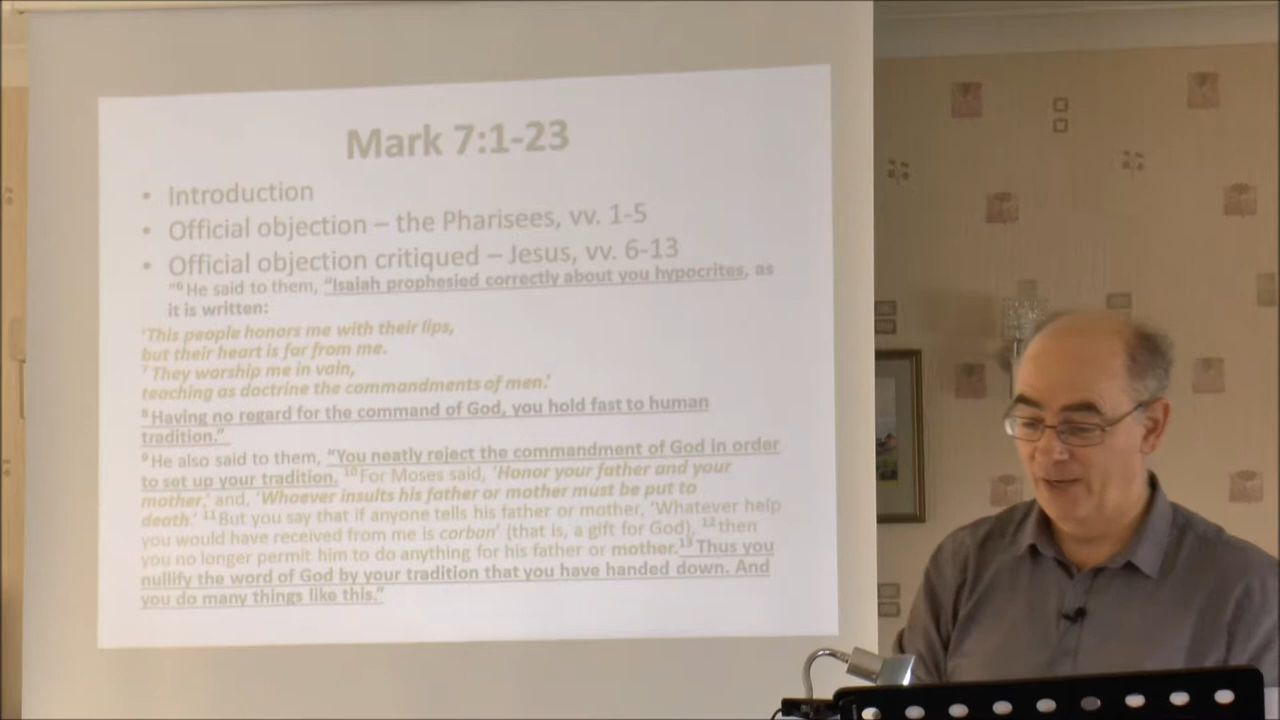 Mark 7:1-23
• Introduction
• Official objection – the Pharisees, vv. 1-5
• Official objection critiqued – Jesus, vv. 6-13
"6 He said to them, “Isaiah prophesied correctly about you hypocrites, as
it is written:
‘This people honors me with their lips,
but their heart is far from me.
7 They worship me in vain,
teaching as doctrine the commandments of men.’
8 Having no regard for the command of God, you hold fast to human
tradition.”
9 He also said to them, “You neatly reject the commandment of God in order
to set up your tradition. 10 For Moses said, ‘Honor your father and your
mother,’ and, ‘Whoever insults his father or mother must be put to
death.’ 11 But you say that if anyone tells his father or mother, ‘Whatever help
you would have received from me is corban’ (that is, a gift for God), 12 then
you no longer permit him to do anything for his father or mother. 13 Thus you
nullify the word of God by your tradition that you have handed down. And
you do many things like this.”